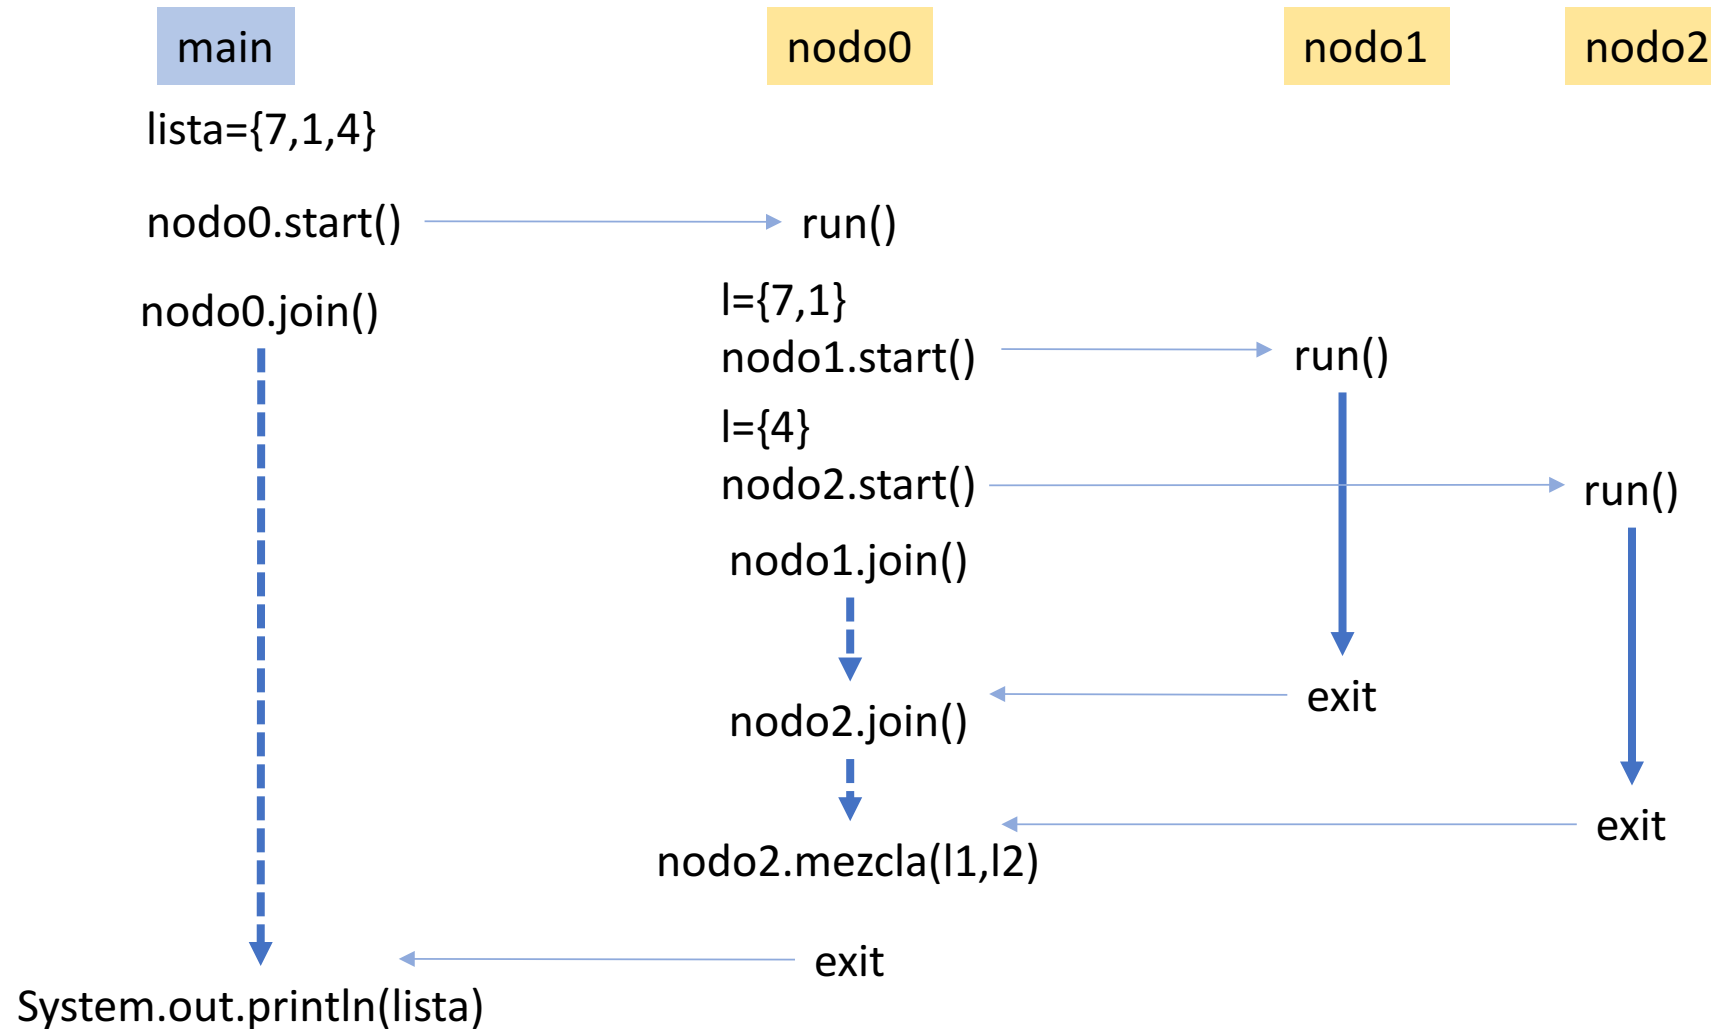 main nodo0 nodo1 nodo2
lista={7,1,4}
nodo0.start() run()
nodo0.join() l={7,1}
nodo1.start() run()
l={4}
nodo2.start() run()
nodo1.join()
nodo2.join() exit
nodo2.mezcla(l1,l2) exit
exit
System.out.println(lista)